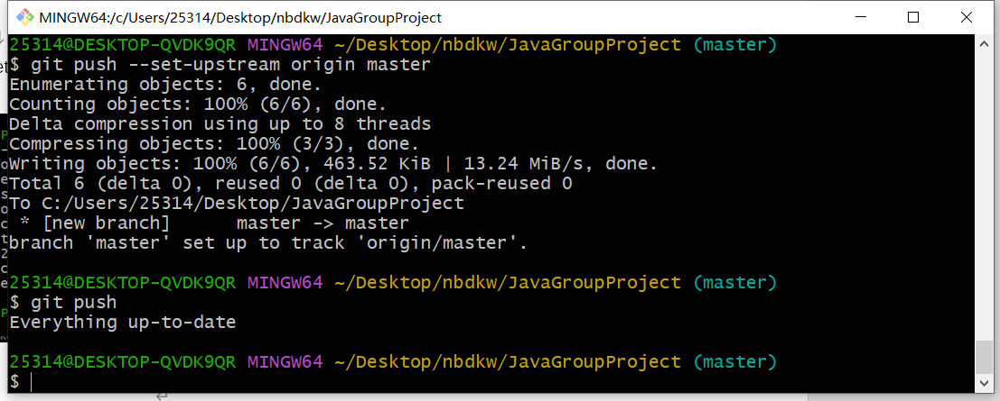 MINGW64:/c/Users/25314/Desktop/nbdkw/JavaGroupProject
25314@DESKTOP-QVDK9QR MINGW64 ~/Desktop/nbdkw/JavaGroupProject (master)
$ git push --set-upstream origin master
Enumerating objects: 6, done.
Counting objects: 100% (6/6), done.
Delta compression using up to 8 threads
Compressing objects: 100% (3/3), done.
Writing objects: 100% (6/6), 463.52 KiB | 13.24 MiB/s, done.
Total 6 (delta 0), reused 0 (delta 0), pack-reused 0
To C:/Users/25314/Desktop/JavaGroupProject
 * [new branch]      master -> master
branch 'master' set up to track 'origin/master'.
25314@DESKTOP-QVDK9QR MINGW64 ~/Desktop/nbdkw/JavaGroupProject (master)
$ git push
Everything up-to-date
25314@DESKTOP-QVDK9QR MINGW64 ~/Desktop/nbdkw/JavaGroupProject (master)
$